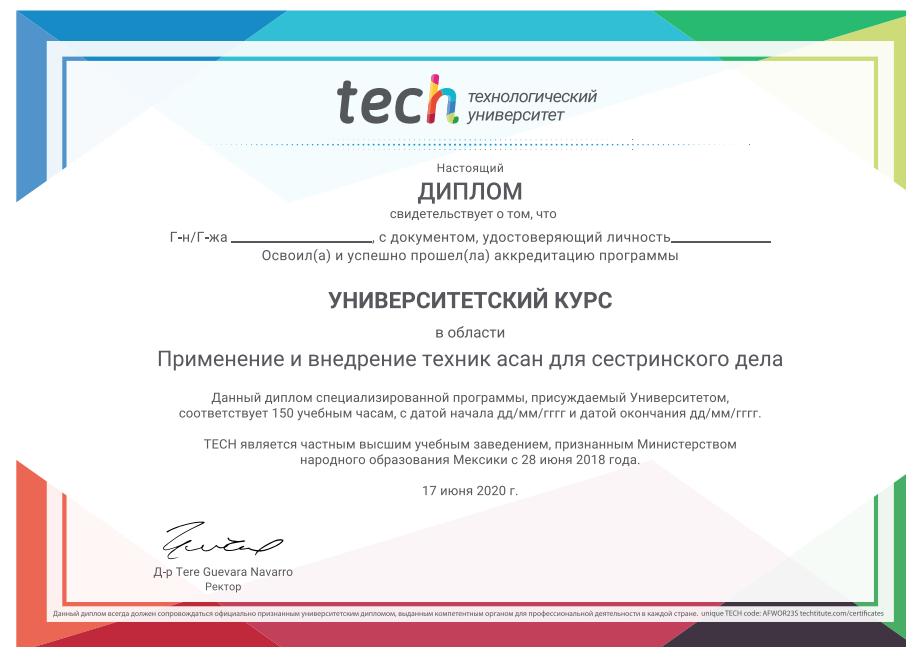 tech технологический
университет
Настоящий
ДИПЛОМ
свидетельствует о том, что
Г-н/Г-жа ____________________, с документом, удостоверяющий личность______________
Освоил(а) и успешно прошел(ла) аккредитацию программы
УНИВЕРСИТЕТСКИЙ КУРС
в области
Применение и внедрение техник асан для сестринского дела
Данный диплом специализированной программы, присуждаемый Университетом,
соответствует 150 учебным часам, с датой начала дд/мм/гггг и датой окончания дд/мм/гггг.
TECH является частным высшим учебным заведением, признанным Министерством
народного образования Мексики с 28 июня 2018 года.
17 июня 2020 г.
Д-р Tere Guevara Navarro
Ректор
Данный диплом всегда должен сопровождаться официально признанным университетским дипломом, выданным компетентным органом для профессиональной деятельности в каждой стране. unique TECH code: AFWOR23S techtitute.com/certificates